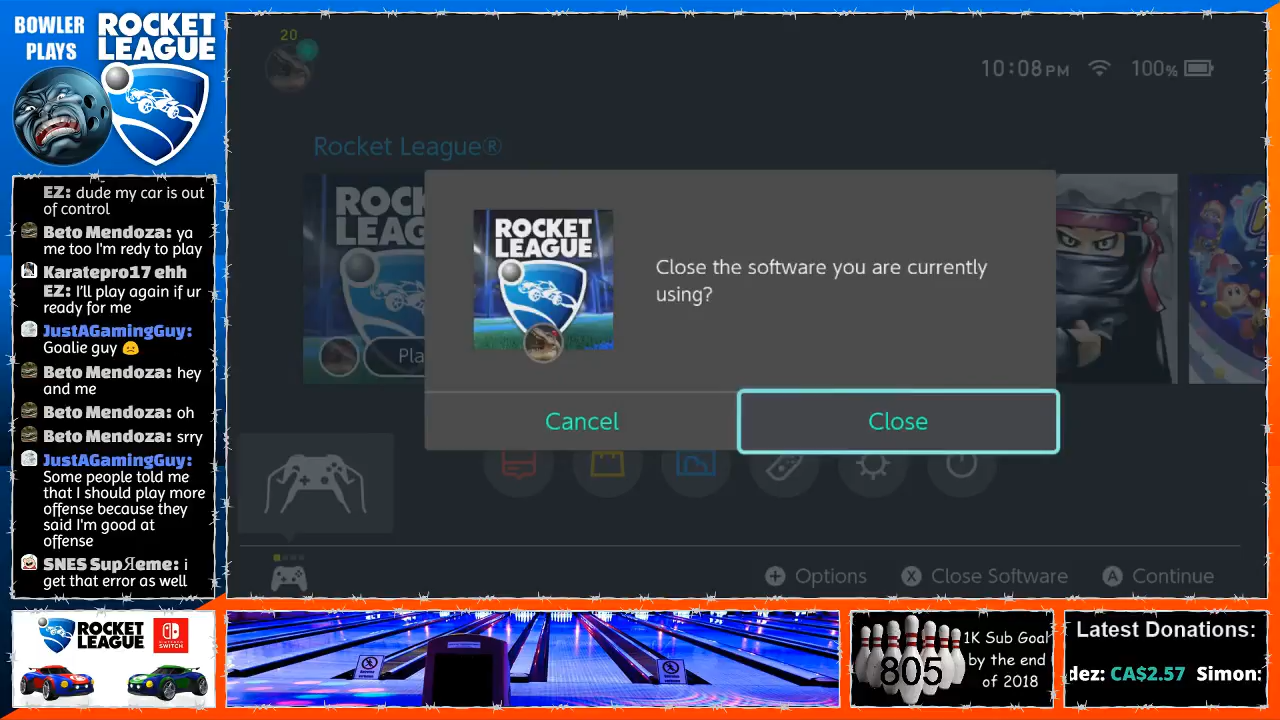 BOWLER
PLAYS
ROCKET
LEAGUE
EZ: dude my car is out
of control
Beto Mendoza: ya
me too I'm redy to play
Karatepro17 ehh
EZ: I'll play again if ur
ready for me
JustAGamingGuy:
Goalie guy 🙁
Beto Mendoza: hey
and me
Beto Mendoza: oh
Beto Mendoza: srry
JustAGamingGuy:
Some people told me
that I should play more
offense because they
said I'm good at
offense
SNES SupЯeme: i
get that error as well
20
10:08PM
100%
Rocket League®
ROCK
LEAG
Pla
ROCKET
LEAGUE
Close the software you are currently
using?
Cancel
Close
Options
X Close Software
A Continue
ROCKET
LEAGUE
NINTENDO
SWITCH
805
1K Sub Goal
by the end
of 2018
Latest Donations:
dez: CA$2.57 Simon: